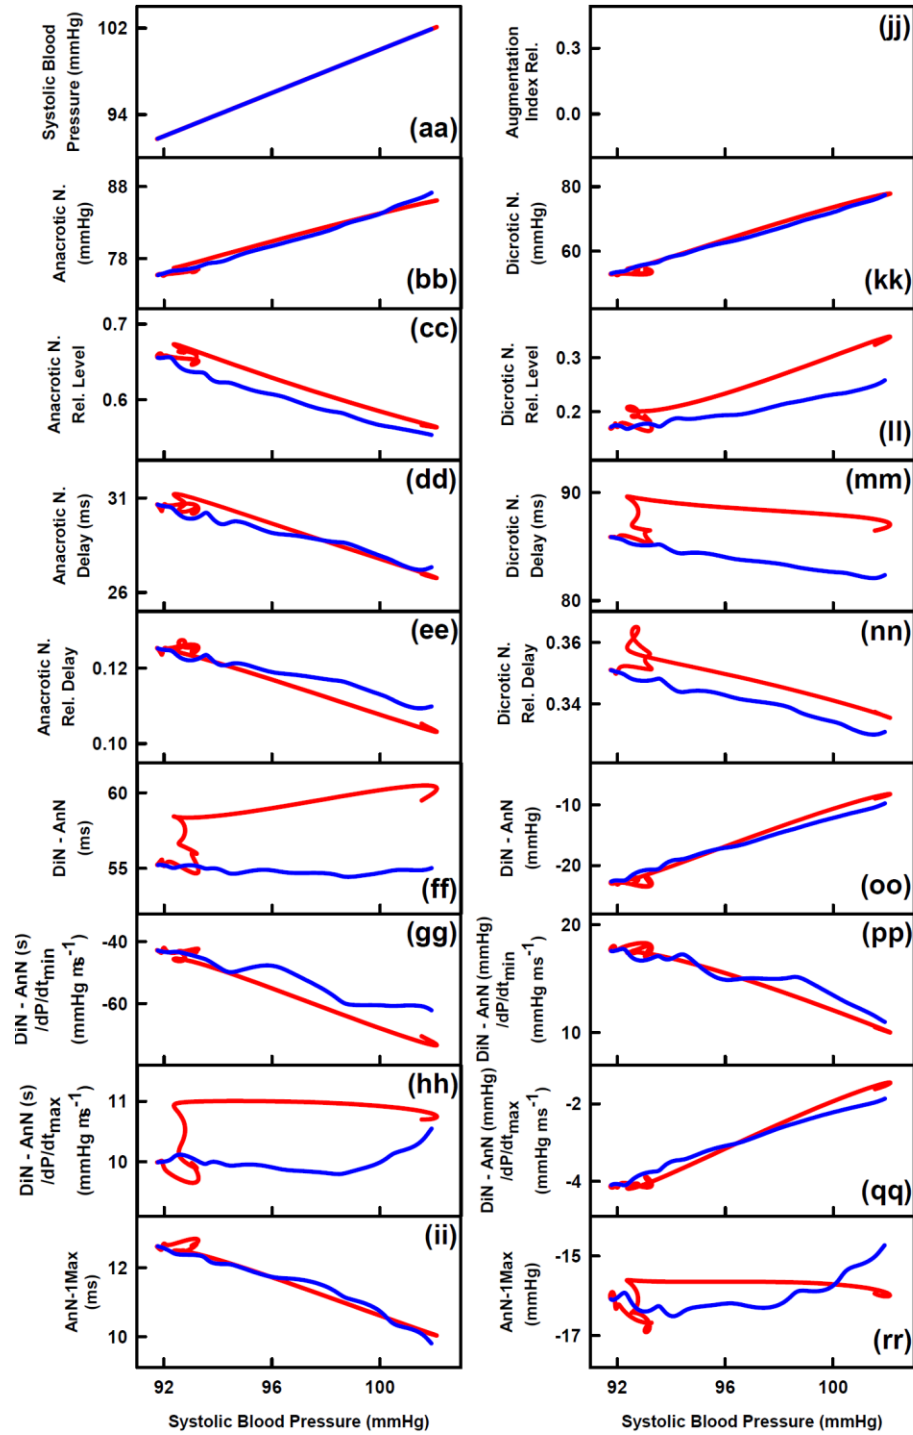 Systolic Blood
Pressure (mmHg)
102
94
(aa)
Augmentation
Index Rel.
0.3
0.0
(jj)
Anacrotic N.
(mmHg)
88
78
(bb)
Dicrotic N.
(mmHg)
80
60
(kk)
Anacrotic N.
Rel. Level
0.7
0.6
(cc)
Dicrotic N.
Rel. Level
0.3
0.2
(ll)
Anacrotic N.
Delay (ms)
31
26
(dd)
Dicrotic N.
Delay (ms)
90
80
(mm)
Anacrotic N.
Rel. Delay
0.12
0.10
(ee)
Dicrotic N.
Rel. Delay
0.36
0.34
(nn)
DiN - AnN
(ms)
60
55
(ff)
DiN - AnN
(mmHg)
-10
-20
(oo)
DiN - AnN (s)
/dP/dtmin
(mmHg ms-1)
-40
-60
(gg)
DiN - AnN (mmHg)
/dP/dtmin
(mmHg ms-1)
20
10
(pp)
DiN - AnN (s)
/dP/dtmax
(mmHg ms-1)
11
10
(hh)
DiN - AnN (mmHg)
/dP/dtmax
(mmHg ms-1)
-2
-4
(qq)
AnN-1Max
(ms)
12
10
(ii)
AnN-1Max
(mmHg)
-15
-17
(rr)
92 96 100
92 96 100
Systolic Blood Pressure (mmHg)
Systolic Blood Pressure (mmHg)